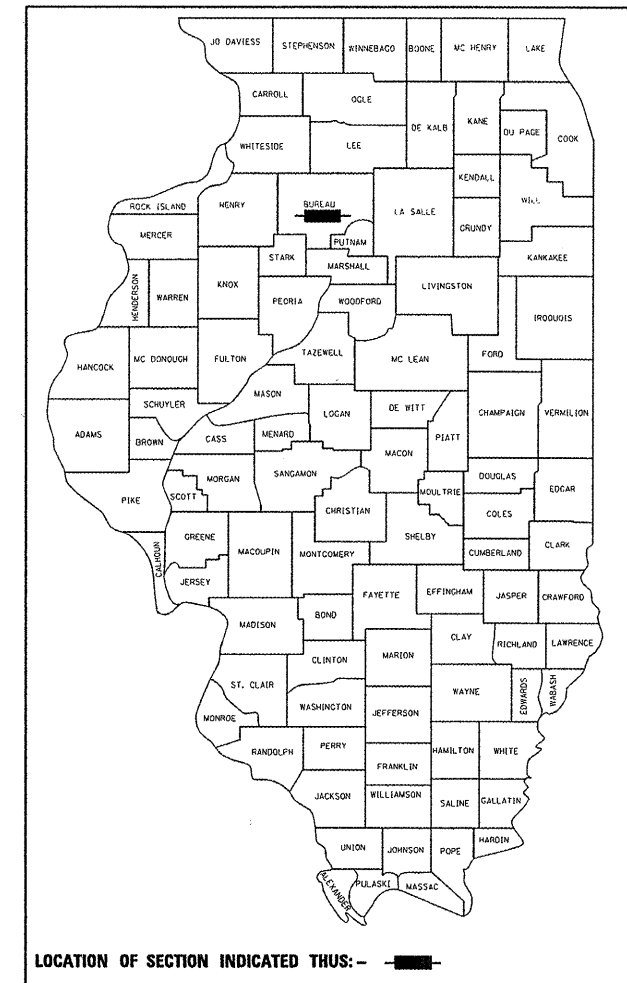 JO DAVIESS STEPHENSON WINNEBAGO BOONE MC HENRY LAKE
CARROLL OGLE DE KALB KANE DU PAGE COOK
WHITESIDE LEE
KENDALL
ROCK ISLAND HENRY BUREAU LA SALLE WILL
MERCER PUTNAM GRUNDY
STARK MARSHALL KANKAKEE
HENDERSON WARREN KNOX PEORIA WOODFORD LIVINGSTON
IROQUOIS
HANCOCK MC DONOUGH FULTON TAZEWELL MC LEAN FORD
MASON
SCHUYLER LOGAN DE WITT CHAMPAIGN VERMILION
ADAMS BROWN CASS MENARD PIATT
MACON
MORGAN SANGAMON DOUGLAS
PIKE SCOTT MOULTRIE EDGAR
CHRISTIAN COLES
GREENE SHELBY
CALHOUN MACOUPIN MONTGOMERY CUMBERLAND CLARK
JERSEY
FAYETTE EFFINGHAM JASPER CRAWFORD
MADISON BOND
CLAY RICHLAND LAWRENCE
CLINTON MARION
ST. CLAIR WAYNE EDWARDS WABASH
MONROE WASHINGTON JEFFERSON
RANDOLPH PERRY HAMILTON WHITE
FRANKLIN
JACKSON WILLIAMSON SALINE GALLATIN
UNION JOHNSON POPE HARDIN
ALEXANDER PULASKI MASSAC
LOCATION OF SECTION INDICATED THUS: –